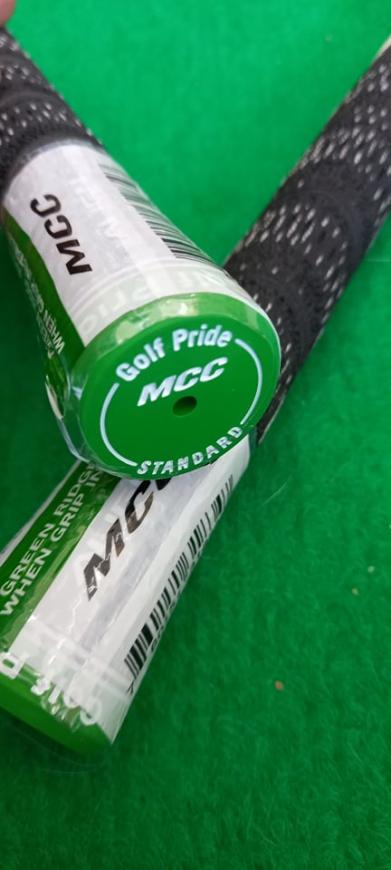 MCC
Golf Pride
MCC
STANDARD
MCC
GREEN RIDGE
WHEN GRIP